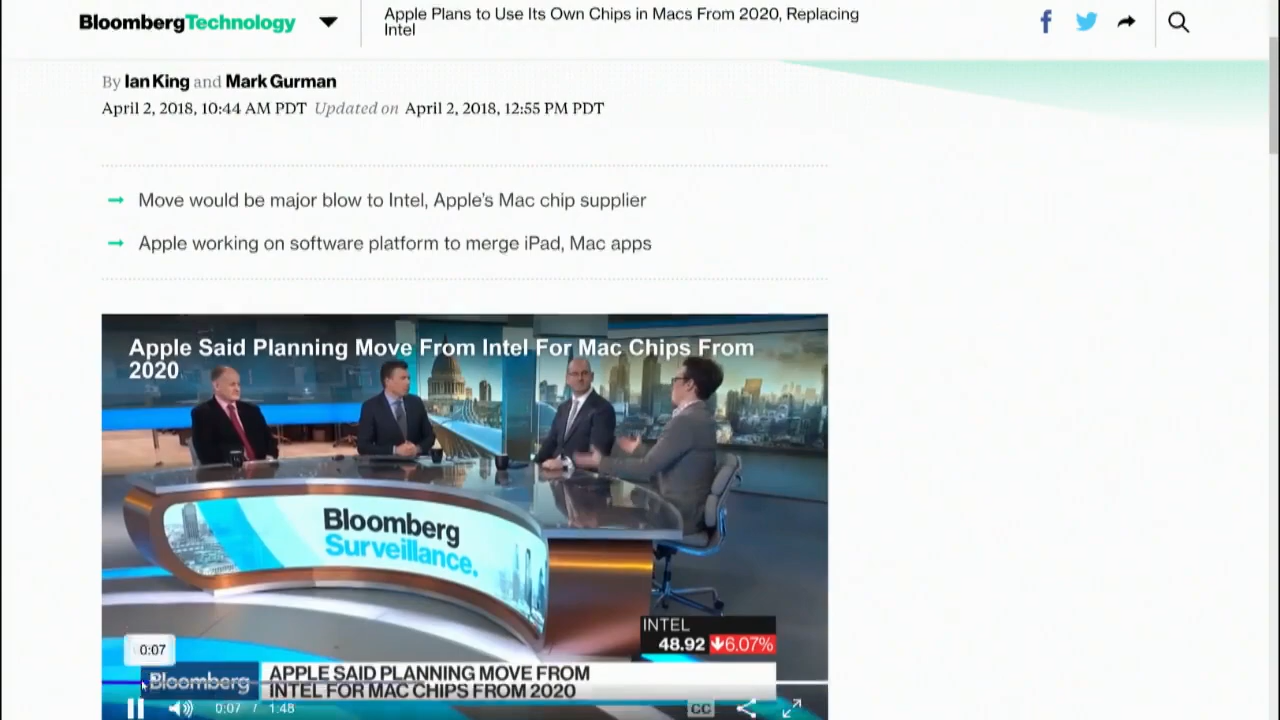 BloombergTechnology
Apple Plans to Use Its Own Chips in Macs From 2020, Replacing
Intel
By Ian King and Mark Gurman
April 2, 2018, 10:44 AM PDT Updated on April 2, 2018, 12:55 PM PDT
→ Move would be major blow to Intel, Apple's Mac chip supplier
→ Apple working on software platform to merge iPad, Mac apps
Apple Said Planning Move From Intel For Mac Chips From
2020
Bloomberg
Surveillance.
INTEL
48.92 6.07%
0:07
Bloomberg
APPLE SAID PLANNING MOVE FROM
INTEL FOR MAC CHIPS FROM 2020
0:07 / 1:48
CC